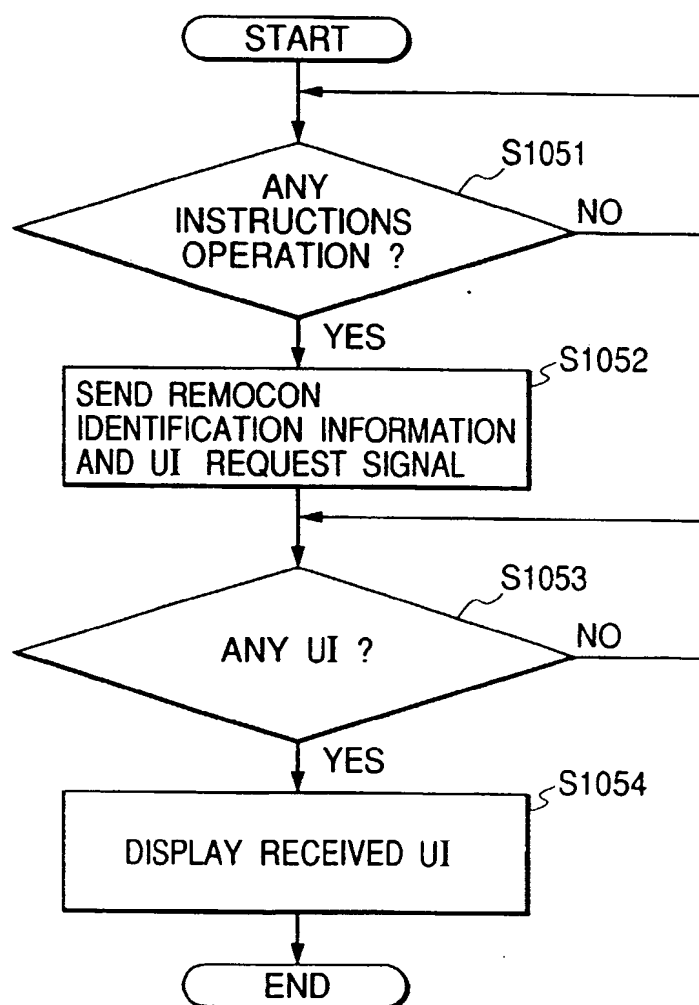 START
S1051
ANY
INSTRUCTIONS
OPERATION ?
NO
YES
S1052
SEND REMOCON
IDENTIFICATION INFORMATION
AND UI REQUEST SIGNAL
S1053
ANY UI ?
NO
YES
S1054
DISPLAY RECEIVED UI
END